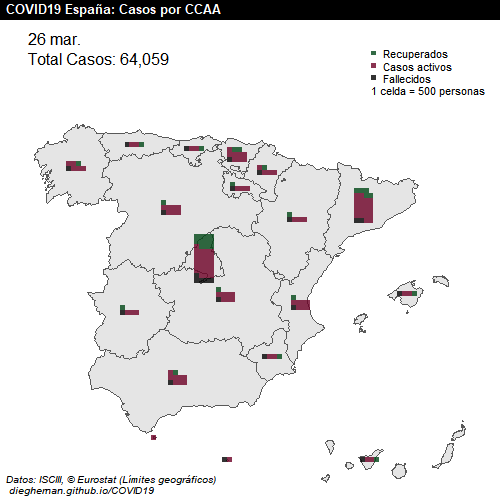 COVID19 España: Casos por CCAA
26 mar.
Total Casos: 64,059
Recuperados
Casos activos
Fallecidos
1 celda = 500 personas
Datos: ISCIII, © Eurostat (Límites geográficos)
diegheman.github.io/COVID19